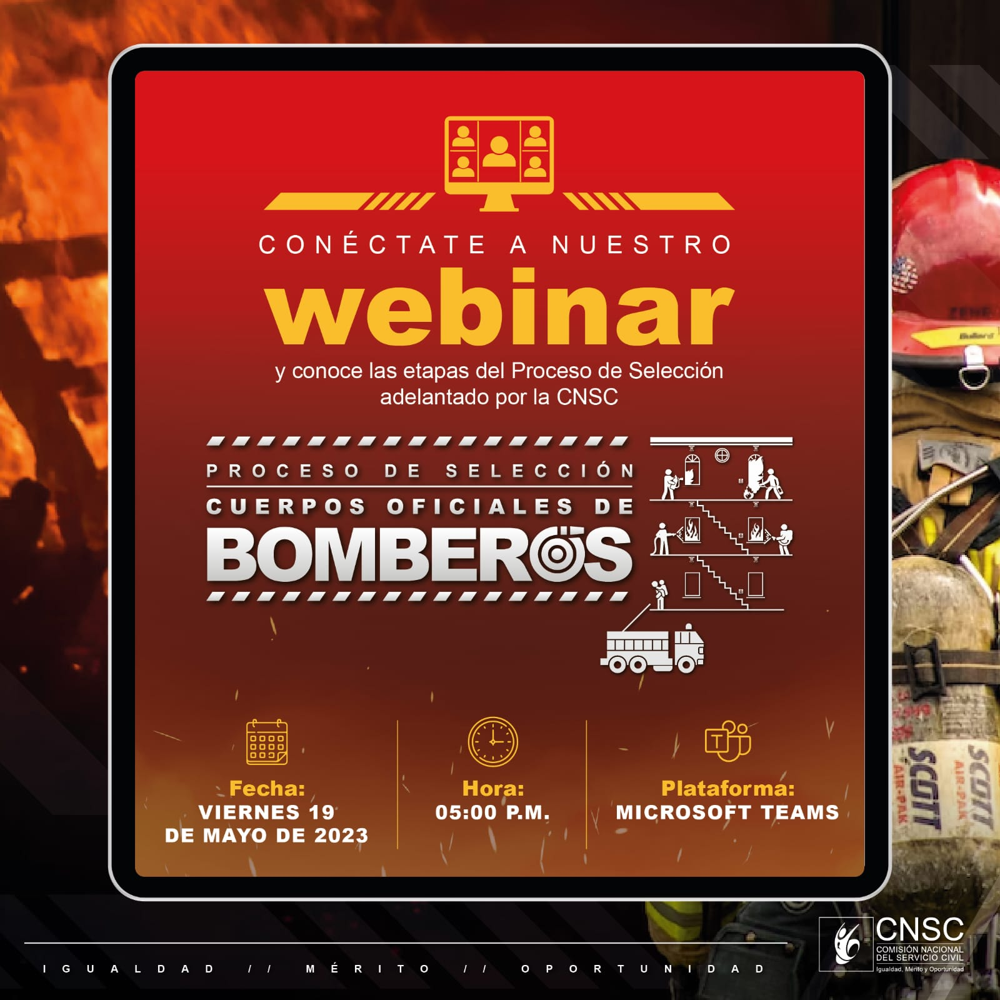 CONÉCTATE A NUESTRO
webinar
y conoce las etapas del Proceso de Selección
adelantado por la CNSC
PROCESO DE SELECCIÓN
CUERPOS OFICIALES DE
BOMBEROS
T
Fecha:
VIERNES 19
DE MAYO DE 2023
Hora:
05:00 P.M.
Plataforma:
MICROSOFT TEAMS
Bullard
SCOTT
AIR-PAK
SCOTT
AIR-PAK
IGUALDAD // MÉRITO // OPORTUNIDAD
CNSC
COMISIÓN NACIONAL
DEL SERVICIO CIVIL
Igualdad, Mérito y Oportunidad